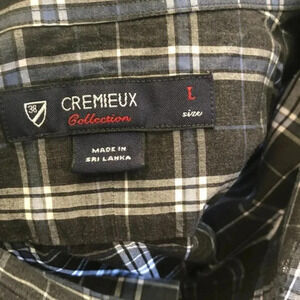 38
CREMIEUX
Collection
L
size
MADE IN
SRI LANKA